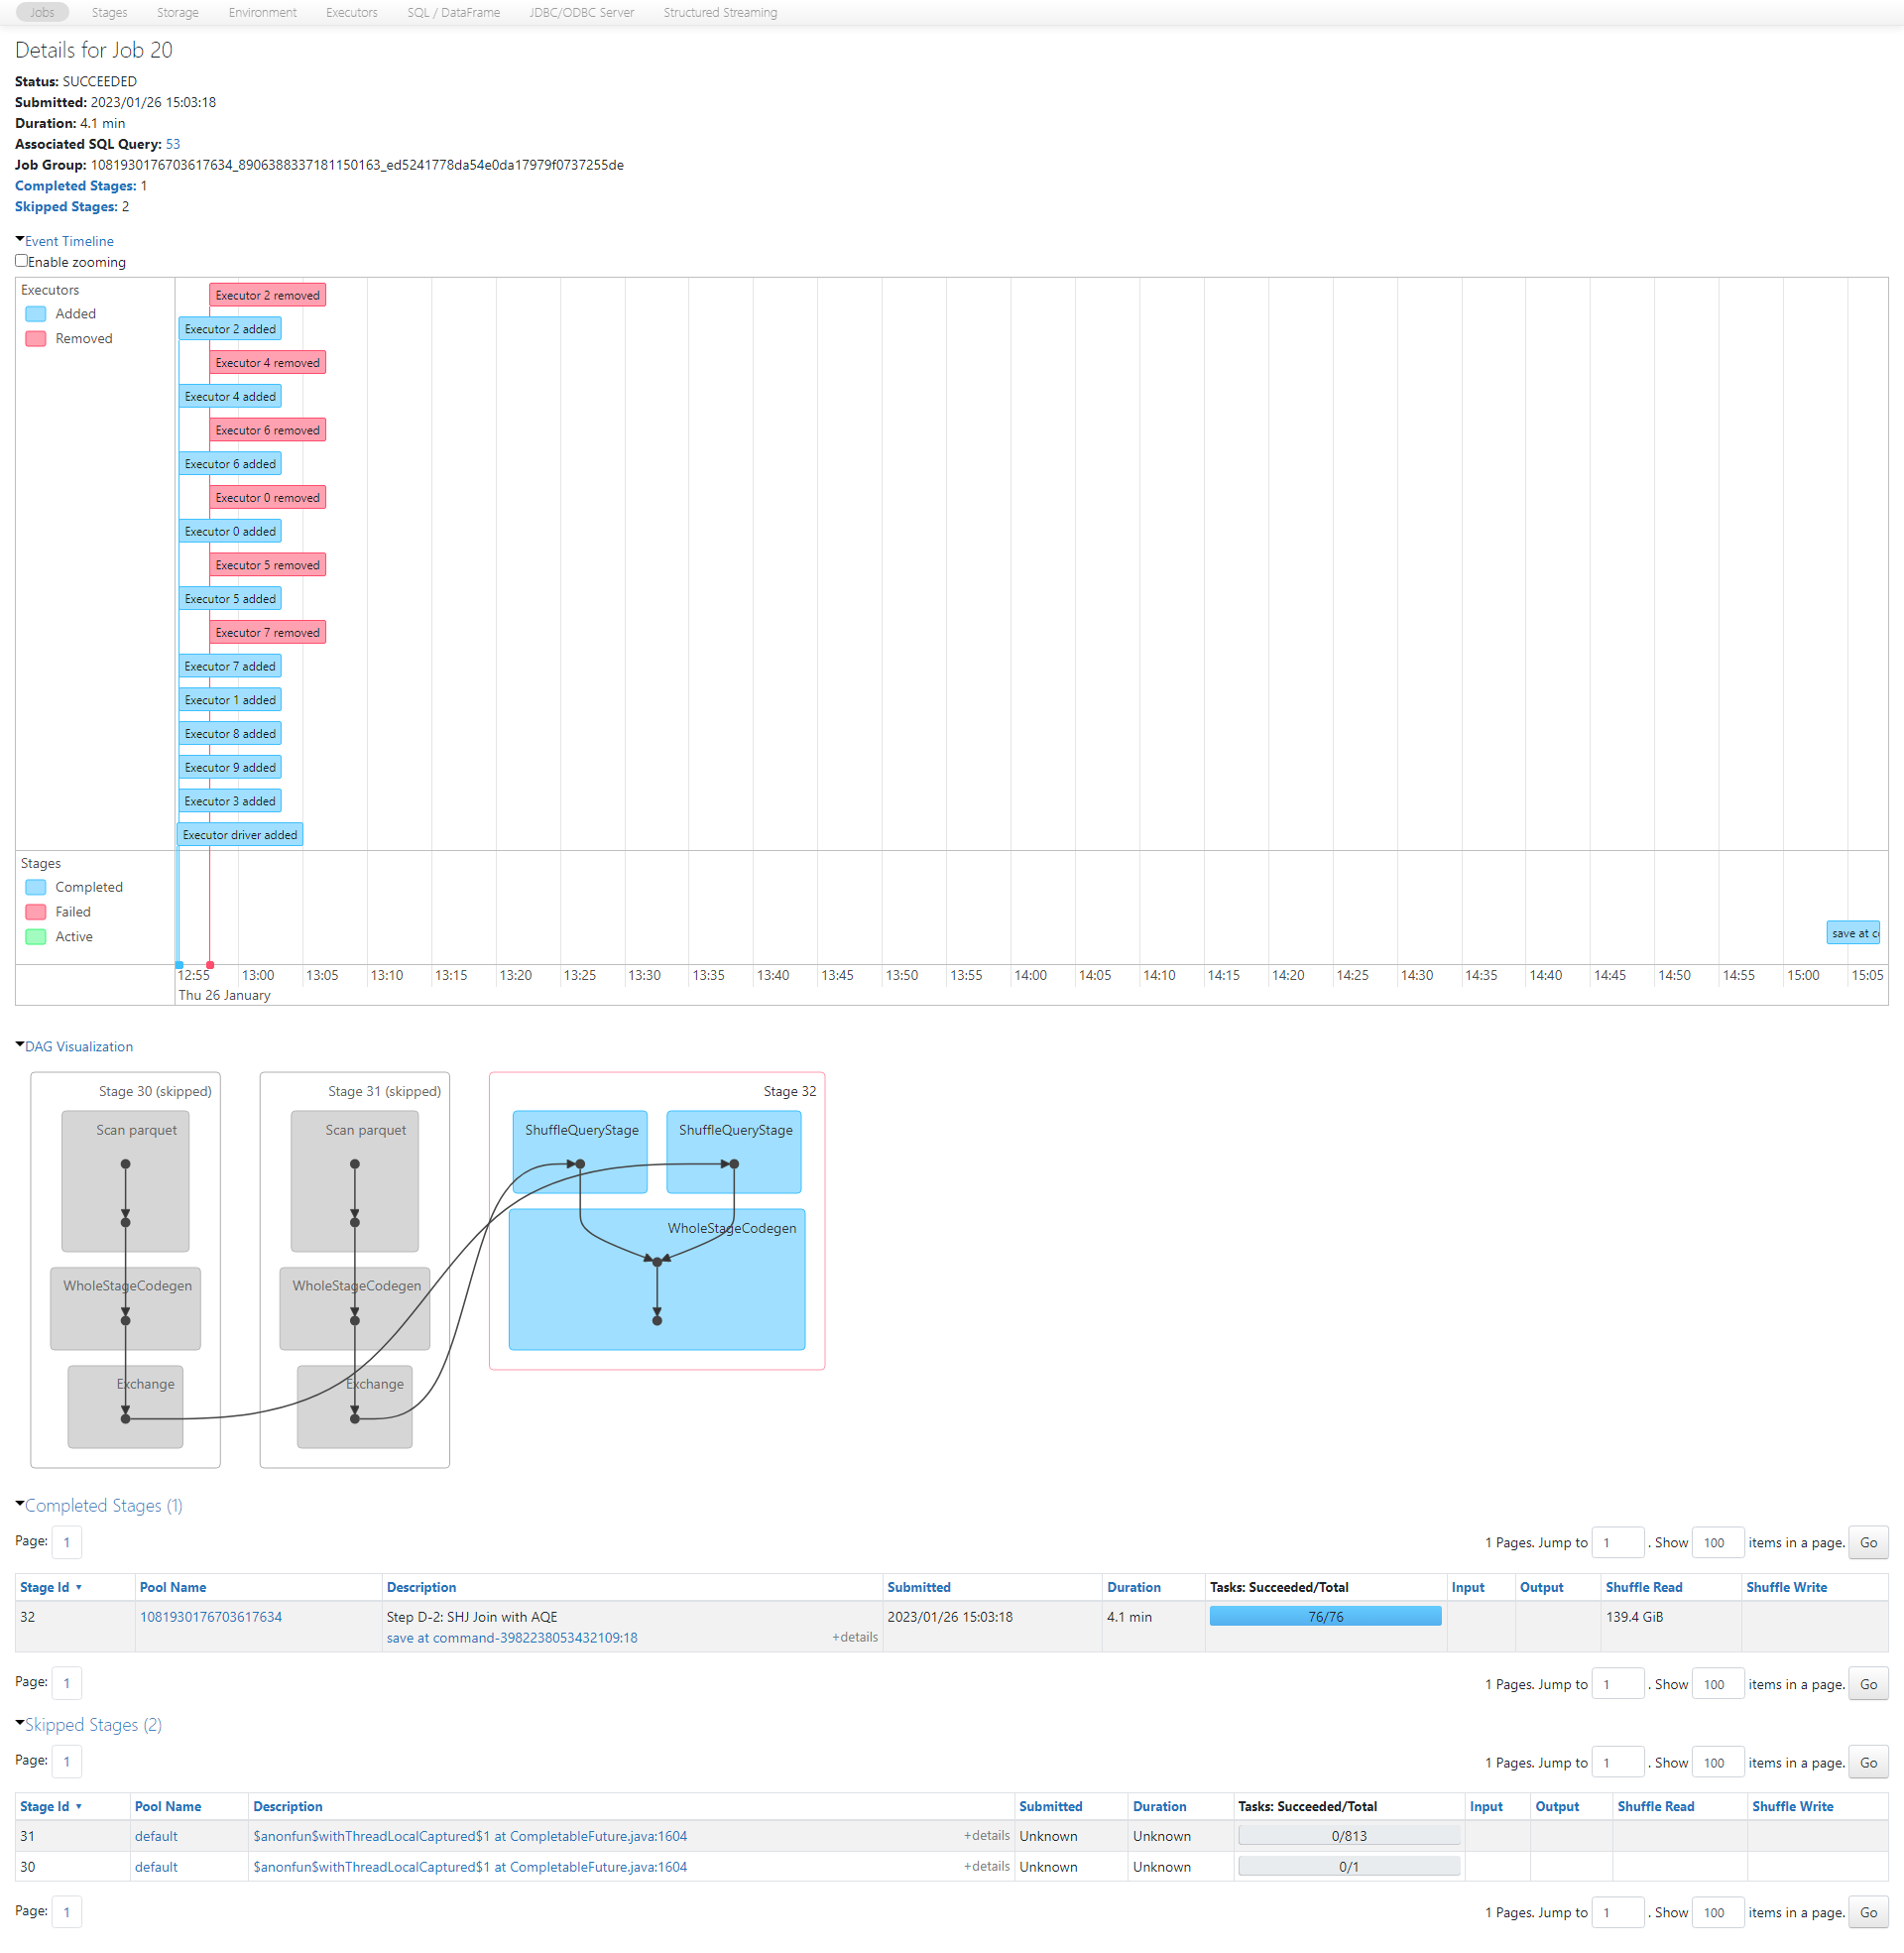 Jobs Stages Storage Environment Executors SQL / DataFrame JDBC/ODBC Server Structured Streaming
Details for Job 20
Status: SUCCEEDED
Submitted: 2023/01/26 15:03:18
Duration: 4.1 min
Associated SQL Query: 53
Job Group: 1081930176703617634_8906388337181150163_ed5241778da54e0da17979f0737255de
Completed Stages: 1
Skipped Stages: 2
Event Timeline
Enable zooming
Executors
Added
Removed
Executor 2 removed
Executor 2 added
Executor 4 removed
Executor 4 added
Executor 6 removed
Executor 6 added
Executor 0 removed
Executor 0 added
Executor 5 removed
Executor 5 added
Executor 7 removed
Executor 7 added
Executor 1 added
Executor 8 added
Executor 9 added
Executor 3 added
Executor driver added
Stages
Completed
Failed
Active
save at c
12:55 13:00 13:05 13:10 13:15 13:20 13:25 13:30 13:35 13:40 13:45 13:50 13:55 14:00 14:05 14:10 14:15 14:20 14:25 14:30 14:35 14:40 14:45 14:50 14:55 15:00 15:05
Thu 26 January
DAG Visualization
Stage 30 (skipped)
Scan parquet
WholeStageCodegen
Exchange
Stage 31 (skipped)
Scan parquet
WholeStageCodegen
Exchange
Stage 32
ShuffleQueryStage ShuffleQueryStage
WholeStageCodegen
Completed Stages (1)
Page: 1 1 Pages. Jump to 1 . Show 100 items in a page. Go
Stage Id Pool Name Description Submitted Duration Tasks: Succeeded/Total Input Output Shuffle Read Shuffle Write
32 1081930176703617634 Step D-2: SHJ Join with AQE 2023/01/26 15:03:18 4.1 min 76/76 139.4 GiB
save at command-3982238053432109:18 +details
Page: 1 1 Pages. Jump to 1 . Show 100 items in a page. Go
Skipped Stages (2)
Page: 1 1 Pages. Jump to 1 . Show 100 items in a page. Go
Stage Id Pool Name Description Submitted Duration Tasks: Succeeded/Total Input Output Shuffle Read Shuffle Write
31 default $anonfun$withThreadLocalCaptured$1 at CompletableFuture.java:1604 +details Unknown Unknown 0/813
30 default $anonfun$withThreadLocalCaptured$1 at CompletableFuture.java:1604 +details Unknown Unknown 0/1
Page: 1 1 Pages. Jump to 1 . Show 100 items in a page. Go